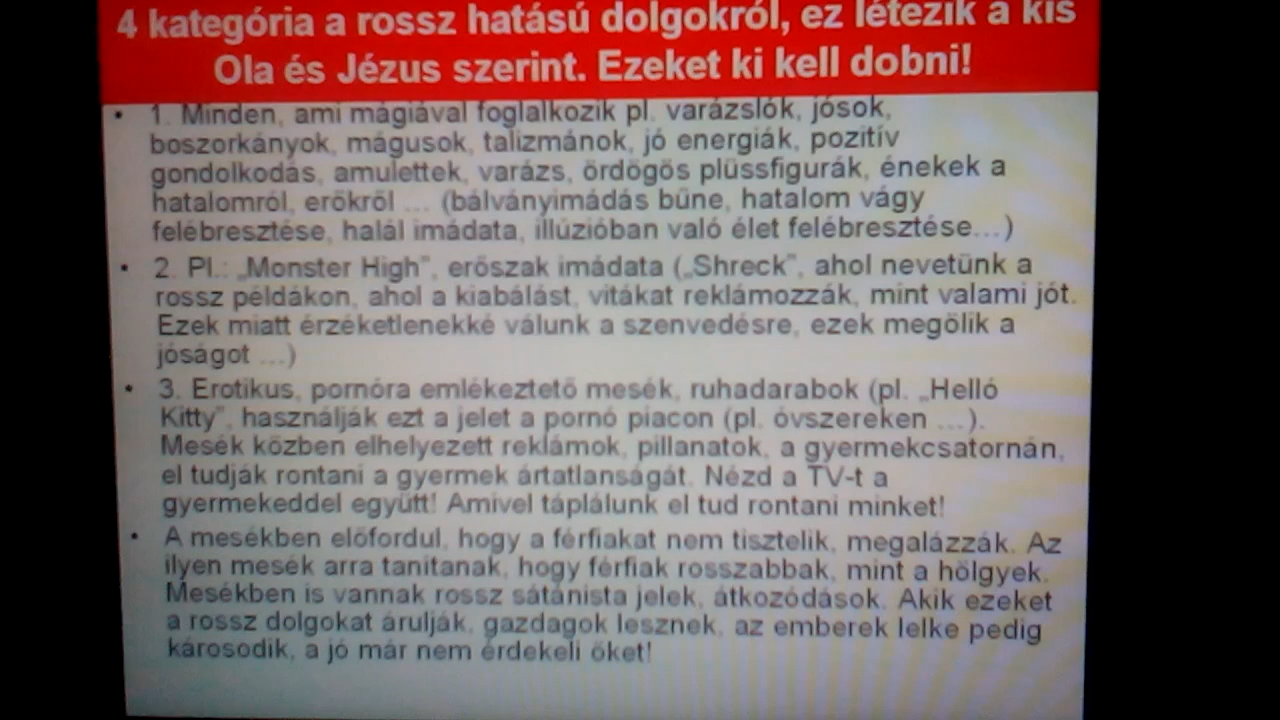 4 kategória a rossz hatású dolgokról, ez létezik a kis
Ola és Jézus szerint. Ezeket ki kell dobni!
• 1. Minden, ami mágiával foglalkozik pl. varázslók, jósok,
boszorkányok, mágusok, talizmánok, jó energiák, pozitív
gondolkodás, amulettek, varázs, ördögös plüssfigurák, énekek a
hatalomról, erőkről ... (bálványimádás bűne, hatalom vágy
felébresztése, halál imádata, illúzióban való élet felébresztése...)
• 2. Pl.: „Monster High”, erőszak imádata („Shreck”, ahol nevetünk a
rossz példákon, ahol a kiabálást, vitákat reklámozzák, mint valami jót.
Ezek miatt érzéketlenekké válunk a szenvedésre, ezek megölik a
jóságot ...)
• 3. Erotikus, pornóra emlékeztető mesék, ruhadarabok (pl. „Helló
Kitty”, használják ezt a jelet a pornó piacon (pl. óvszereken ...).
Mesék közben elhelyezett reklámok, pillanatok, a gyermekcsatornán,
el tudják rontani a gyermek ártatlanságát. Nézd a TV-t a
gyermekeddel együtt! Amivel táplálunk el tud rontani minket!
• A mesékben előfordul, hogy a férfiakat nem tisztelik, megalázzák. Az
ilyen mesék arra tanítanak, hogy férfiak rosszabbak, mint a hölgyek.
Mesékben is vannak rossz sátánista jelek, átkozódások. Akik ezeket
a rossz dolgokat árulják, gazdagok lesznek, az emberek lelke pedig
károsodik, a jó már nem érdekeli őket!